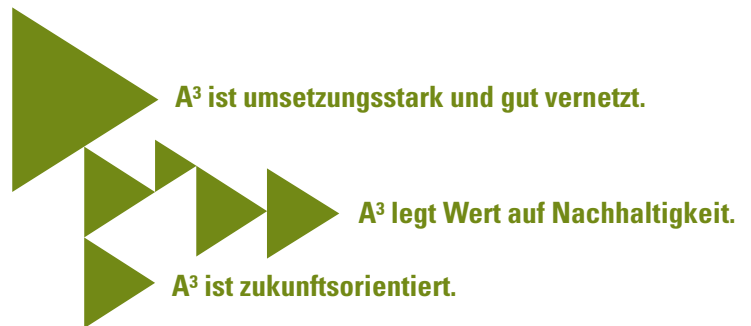 A³ ist umsetzungsstark und gut vernetzt.
A³ legt Wert auf Nachhaltigkeit.
A³ ist zukunftsorientiert.